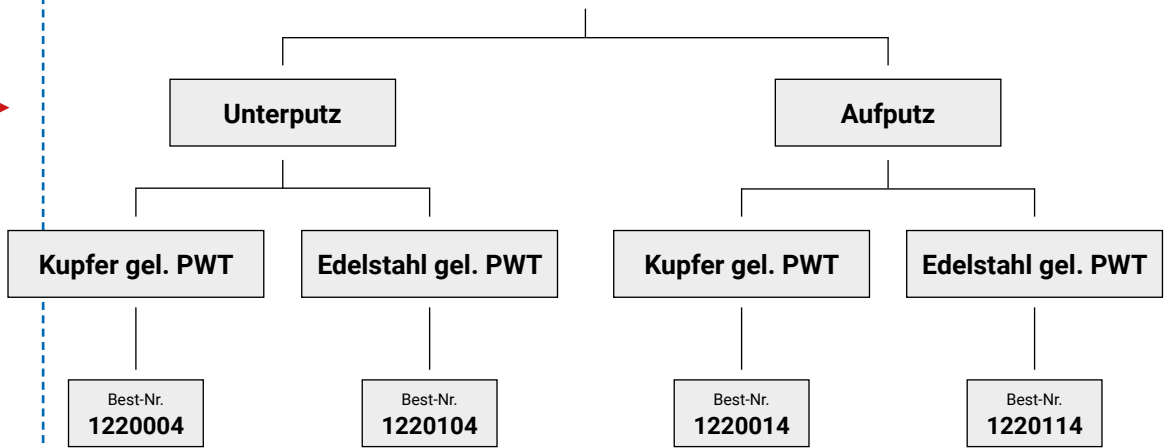 Unterputz
Aufputz
Kupfer gel. PWT
Edelstahl gel. PWT
Kupfer gel. PWT
Edelstahl gel. PWT
Best-Nr.
1220004
Best-Nr.
1220104
Best-Nr.
1220014
Best-Nr.
1220114